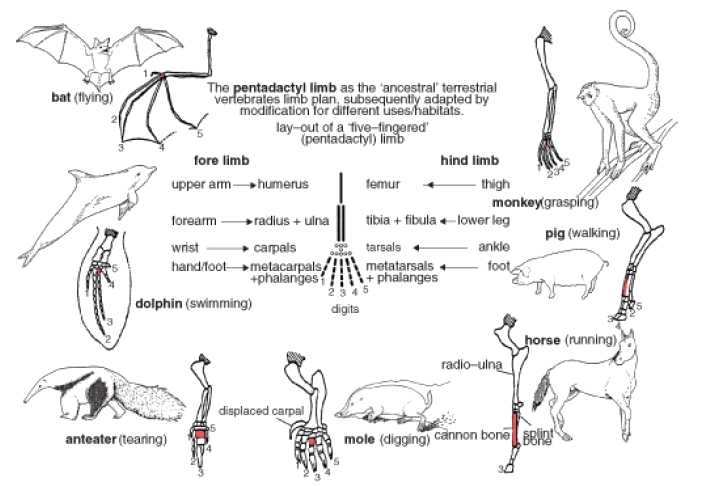 bat (flying)
The pentadactyl limb as the 'ancestral' terrestrial
vertebrates limb plan, subsequently adapted by
modification for different uses/habitats.
lay–out of a 'five–fingered'
(pentadactyl) limb
1
2
3
4
5
fore limb
hind limb
upper arm → humerus
femur ← thigh
forearm → radius + ulna
tibia + fibula ← lower leg
wrist → carpals
tarsals ← ankle
hand/foot → metacarpals
+phalanges
metatarsals ← foot
+ phalanges
1 2 3 4 5
digits
monkey(grasping)
1
2 3 4 5
pig (walking)
3 4 5
2
dolphin (swimming)
1
5
4
3
2
horse (running)
radio–ulna
cannon bone
splint
bone
3
anteater (tearing)
1
5
4
2 3
displaced carpal
mole (digging)
1
2 3 4
5